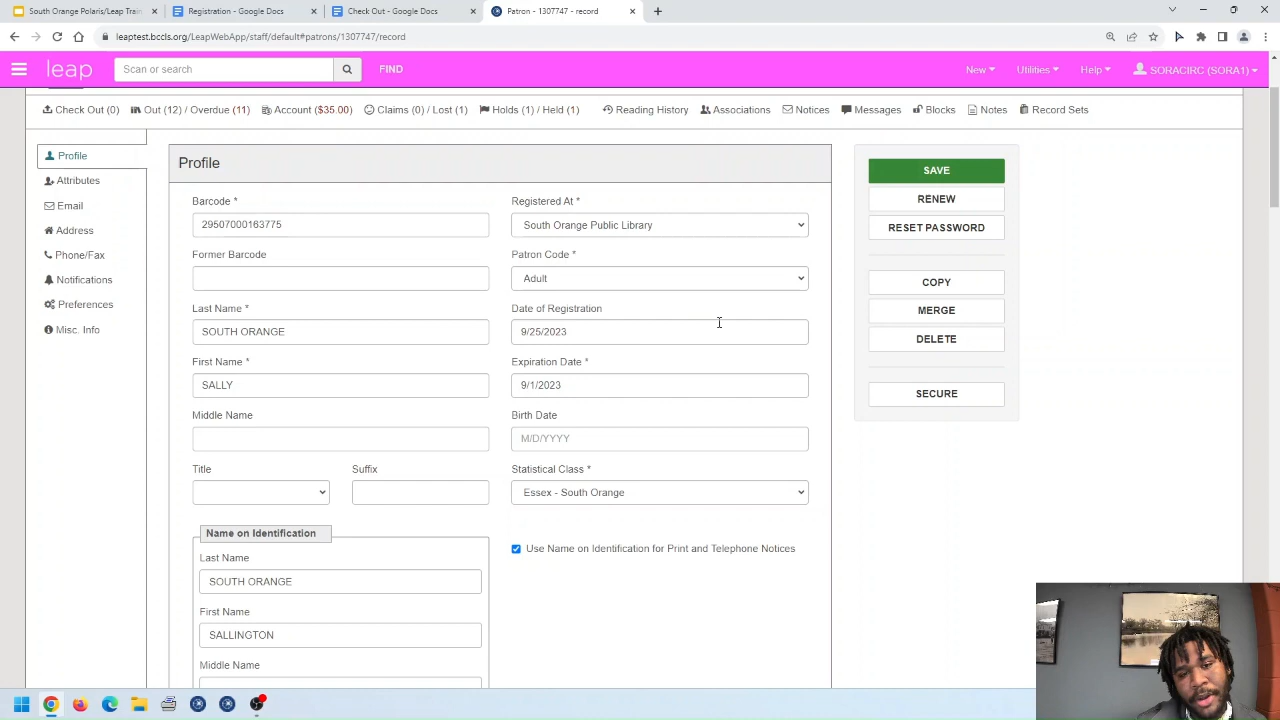 South Orange Polaris/Leap Train
Registration - Google Docs
Check Out - Google Docs
Patron - 1307747 - record
leaptest.bccls.org/LeapWebApp/staff/default#patrons/1307747/record
leap
Scan or search
FIND
New
Utilities
Help
SORACIRC (SORA1)
Check Out (0)
Out (12) / Overdue (11)
Account ($35.00)
Claims (0) / Lost (1)
Holds (1) / Held (1)
Reading History
Associations
Notices
Messages
Blocks
Notes
Record Sets
Profile
Attributes
Email
Address
Phone/Fax
Notifications
Preferences
Misc. Info
Profile
Barcode *
29507000163775
Former Barcode
Last Name *
SOUTH ORANGE
First Name *
SALLY
Middle Name
Title
Suffix
Name on Identification
Last Name
SOUTH ORANGE
First Name
SALLINGTON
Middle Name
Registered At *
South Orange Public Library
Patron Code *
Adult
Date of Registration
9/25/2023
Expiration Date *
9/1/2023
Birth Date
M/D/YYYY
Statistical Class *
Essex - South Orange
Use Name on Identification for Print and Telephone Notices
SAVE
RENEW
RESET PASSWORD
COPY
MERGE
DELETE
SECURE